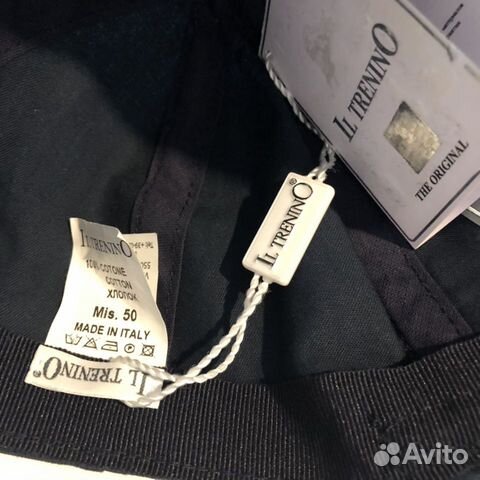 IL TRENINO
THE ORIGINAL
IL TRENINO®
IL TRENINO
100% COTONE
COTTON
ХЛОПОК
Mis. 50
MADE IN ITALY
IL TRENINO
Avito